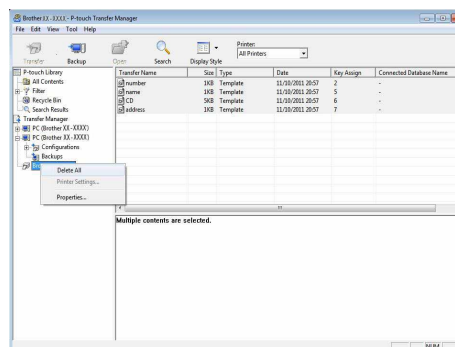 Brother XX-XXXX - P-touch Transfer Manager
File Edit View Tool Help
Printer:
All Printers
Transfer Backup Open Search Display Style
P-touch Library
All Contents
Filter
Recycle Bin
Search Results
Transfer Manager
PC (Brother XX-XXXX)
PC (Brother XX-XXXX)
Configurations
Backups
Delete All
Printer Settings...
Properties...
Transfer Name Size Type Date Key Assign Connected Database Name
number 1KB Template 11/10/2011 20:57 2 -
name 1KB Template 11/10/2011 20:57 5 -
CD 5KB Template 11/10/2011 20:57 6 -
address 1KB Template 11/10/2011 20:57 7 -
Multiple contents are selected.
NUM